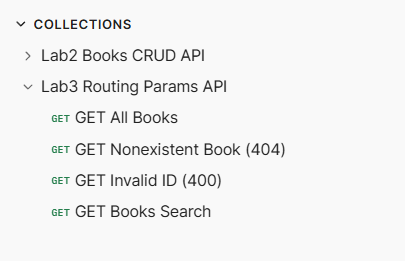 COLLECTIONS
Lab2 Books CRUD API
Lab3 Routing Params API
GET GET All Books
GET GET Nonexistent Book (404)
GET GET Invalid ID (400)
GET GET Books Search